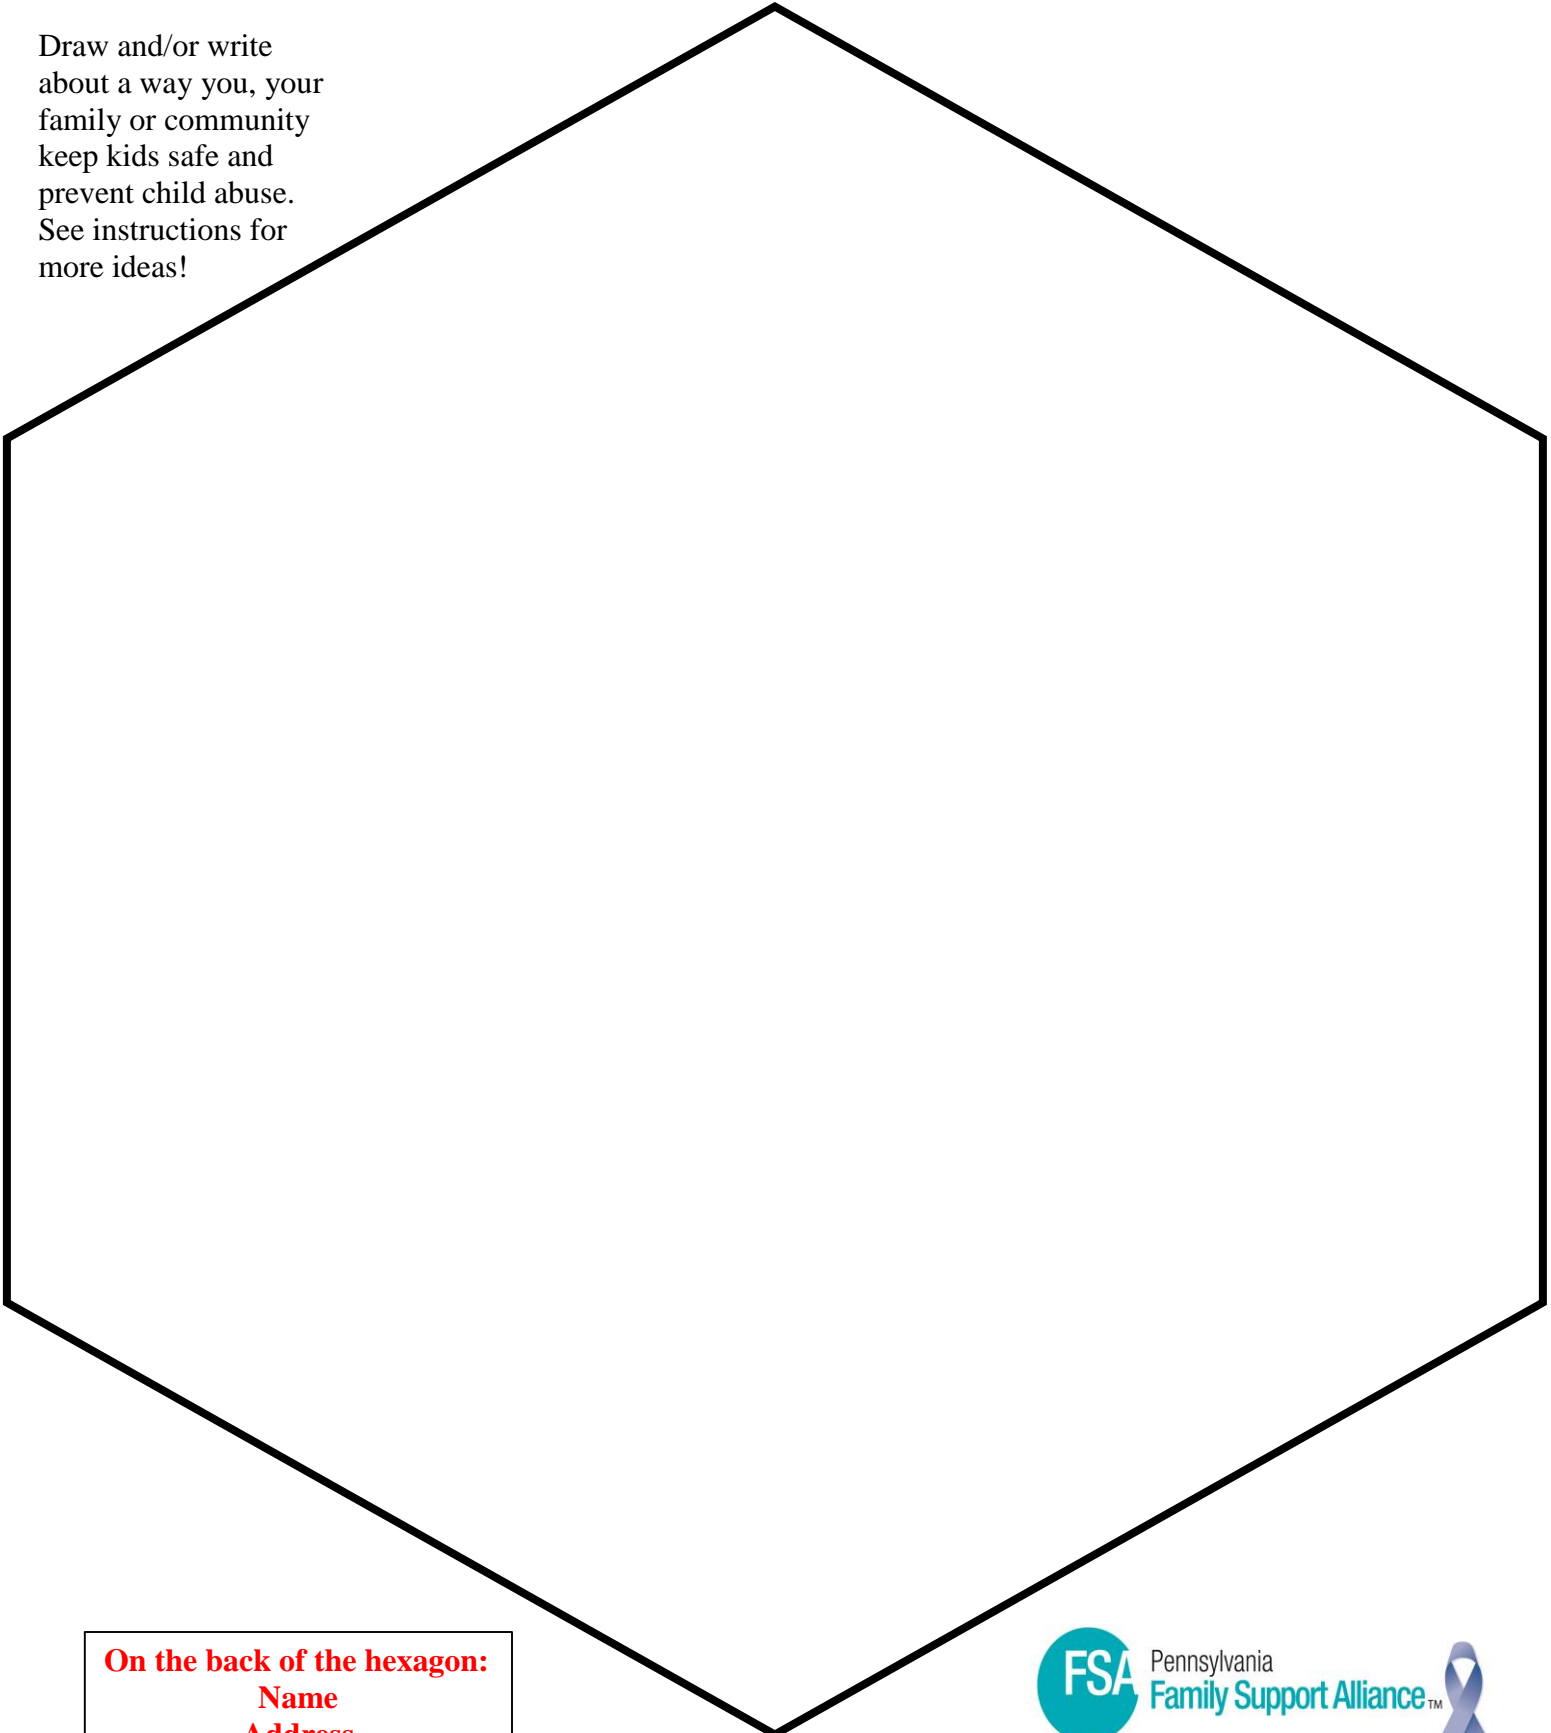 Draw and/or write
about a way you, your
family or community
keep kids safe and
prevent child abuse.
See instructions for
more ideas!
On the back of the hexagon:
Name
Address
FSA
Pennsylvania
Family Support Alliance TM